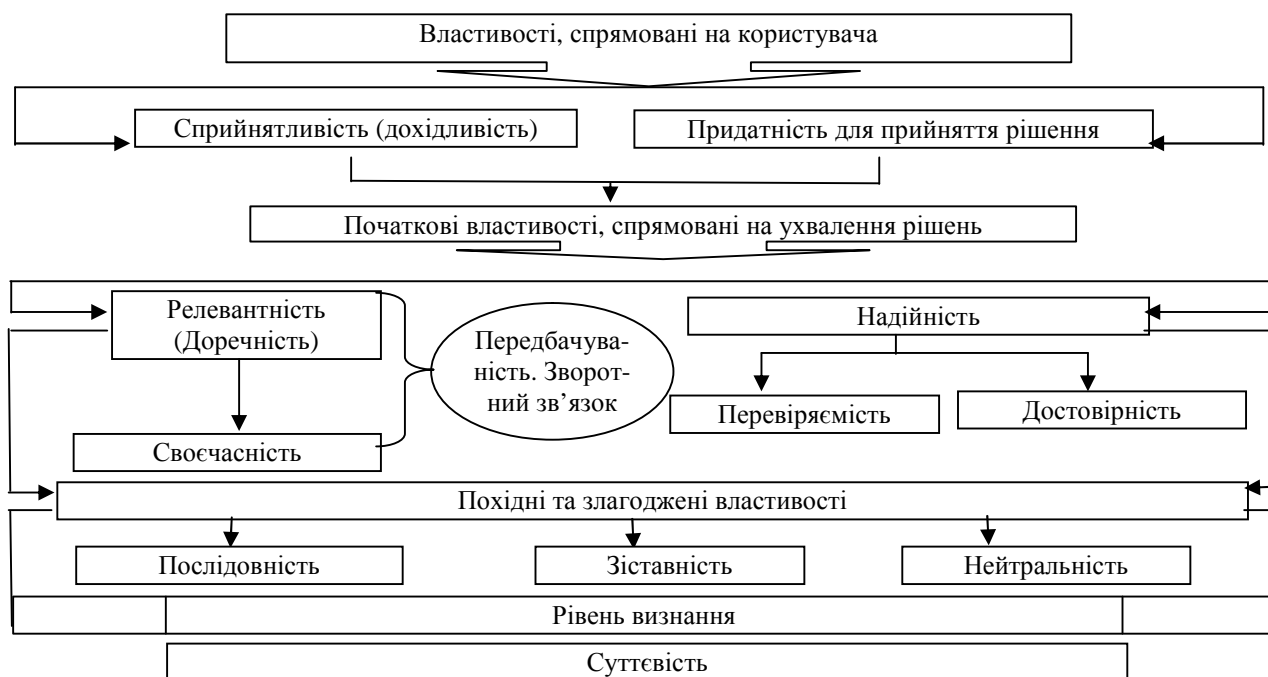 Властивості, спрямовані на користувача
Сприйнятливість (дохідливість)
Придатність для прийняття рішення
Початкові властивості, спрямовані на ухвалення рішень
Релевантність
(Доречність)
Передбачува-
ність. Зворот-
ний зв’язок
Надійність
Перевіряємість
Достовірність
Своєчасність
Похідні та злагоджені властивості
Послідовність
Зіставність
Нейтральність
Рівень визнання
Суттєвість